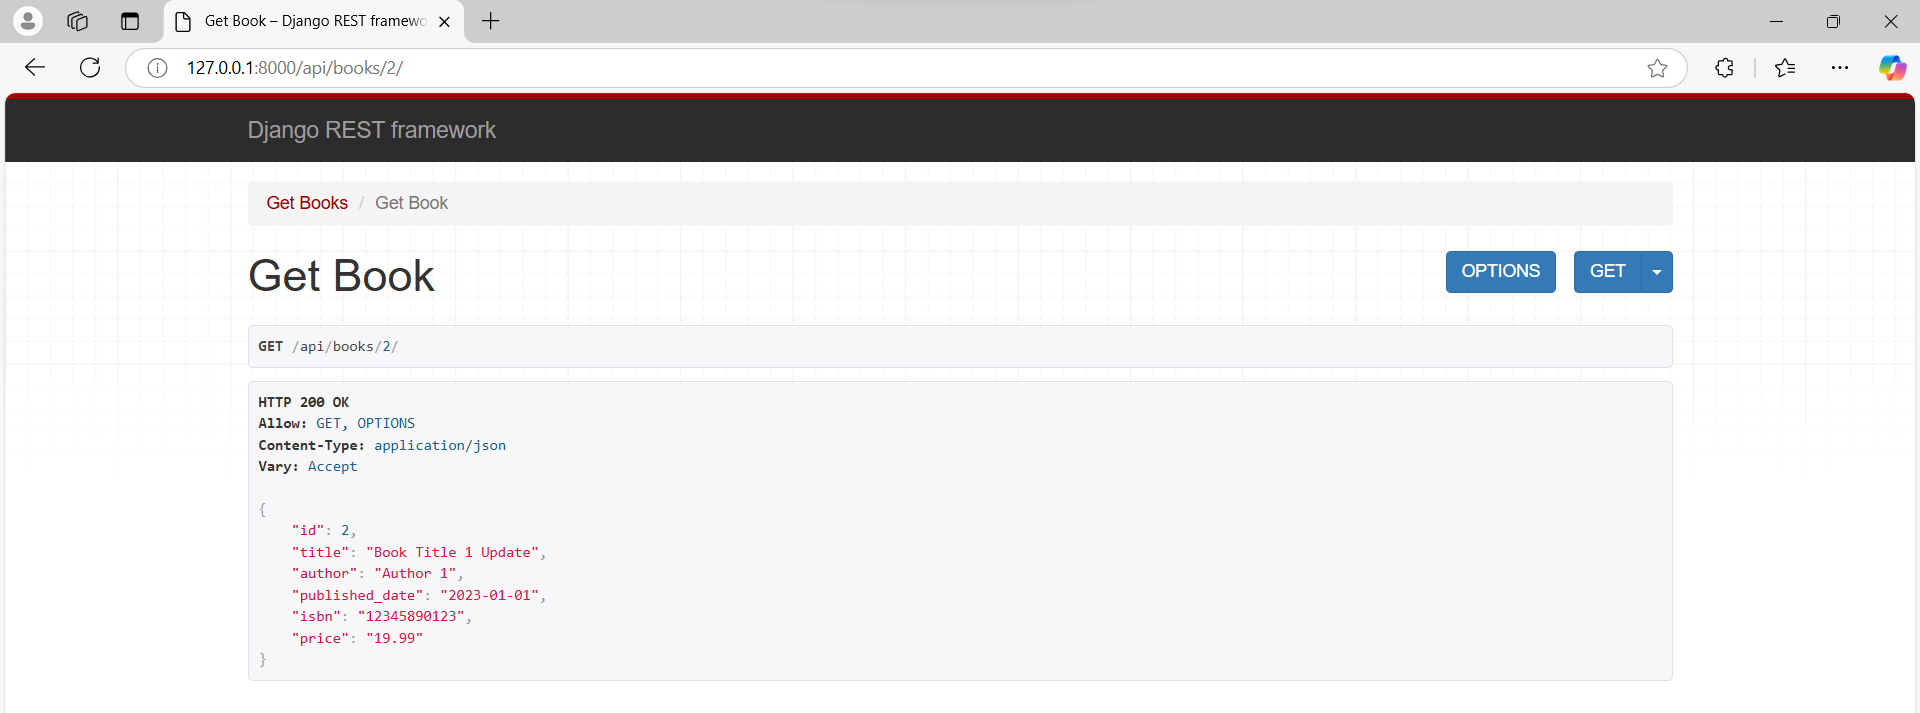 Get Book – Django REST framewo
127.0.0.1:8000/api/books/2/
Django REST framework
Get Books / Get Book
Get Book
OPTIONS
GET
GET /api/books/2/
HTTP 200 OK
Allow: GET, OPTIONS
Content-Type: application/json
Vary: Accept
{
    "id": 2,
    "title": "Book Title 1 Update",
    "author": "Author 1",
    "published_date": "2023-01-01",
    "isbn": "12345890123",
    "price": "19.99"
}